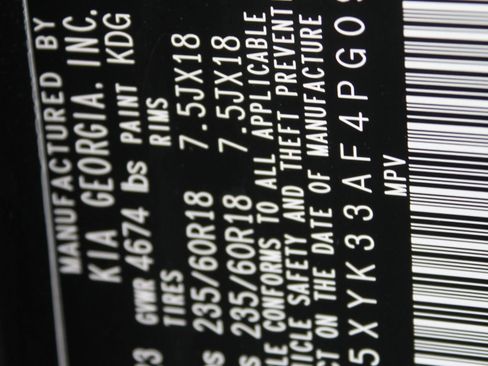 MANUFACTURED BY
KIA GEORGIA. INC.
GVWR 4674 lbs PAINT KDG
TIRES RIMS
235/60R18 7.5JX18
235/60R18 7.5JX18
CONFORMS TO ALL APPLICABLE
SAFETY AND THEFT PREVENTI
ON THE DATE OF MANUFACTURE
5XYK33AF4PG0
MPV